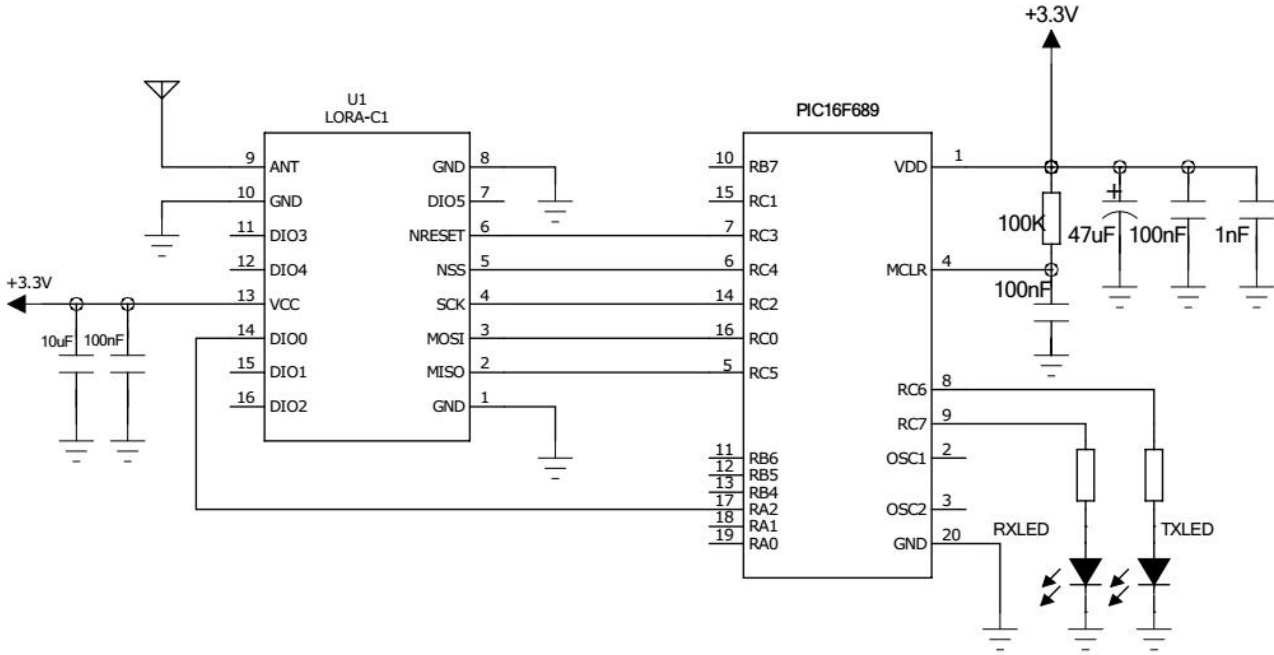 +3.3V
U1
LORA-C1
PIC16F689
9 ANT
GND 8
10 RB7
VDD 1
10 GND
DIO5 7
15 RC1
11 DIO3
NRESET 6
7 RC3
100K
47uF
+
100nF
1nF
12 DIO4
NSS 5
6 RC4
MCLR 4
+3.3V
100nF
13 VCC
SCK 4
14 RC2
10uF
100nF
14 DIO0
MOSI 3
16 RC0
15 DIO1
MISO 2
5 RC5
16 DIO2
GND 1
RC6 8
RC7 9
11 RB6
OSC1 2
12 RB5
13 RB4
17 RA2
OSC2 3
18 RA1
19 RA0
GND 20
RXLED
TXLED